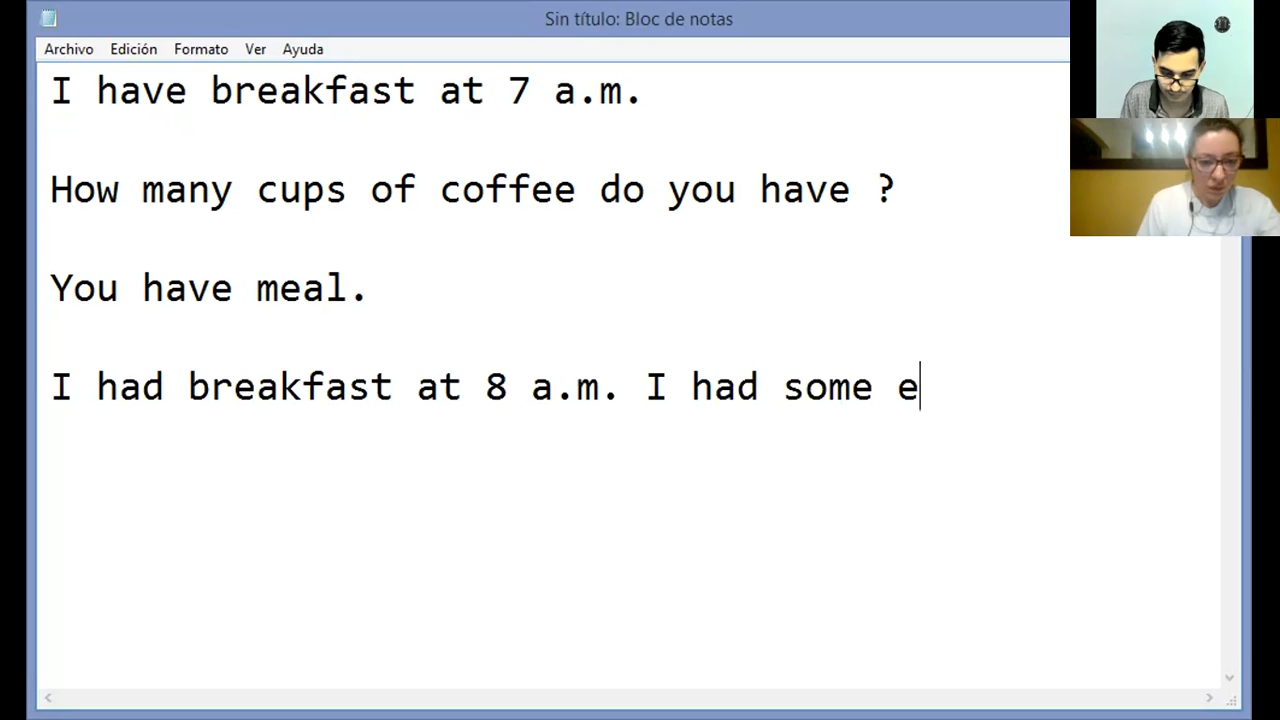 Sin título: Bloc de notas
Archivo Edición Formato Ver Ayuda
I have breakfast at 7 a.m.
How many cups of coffee do you have ?
You have meal.
I had breakfast at 8 a.m. I had some e